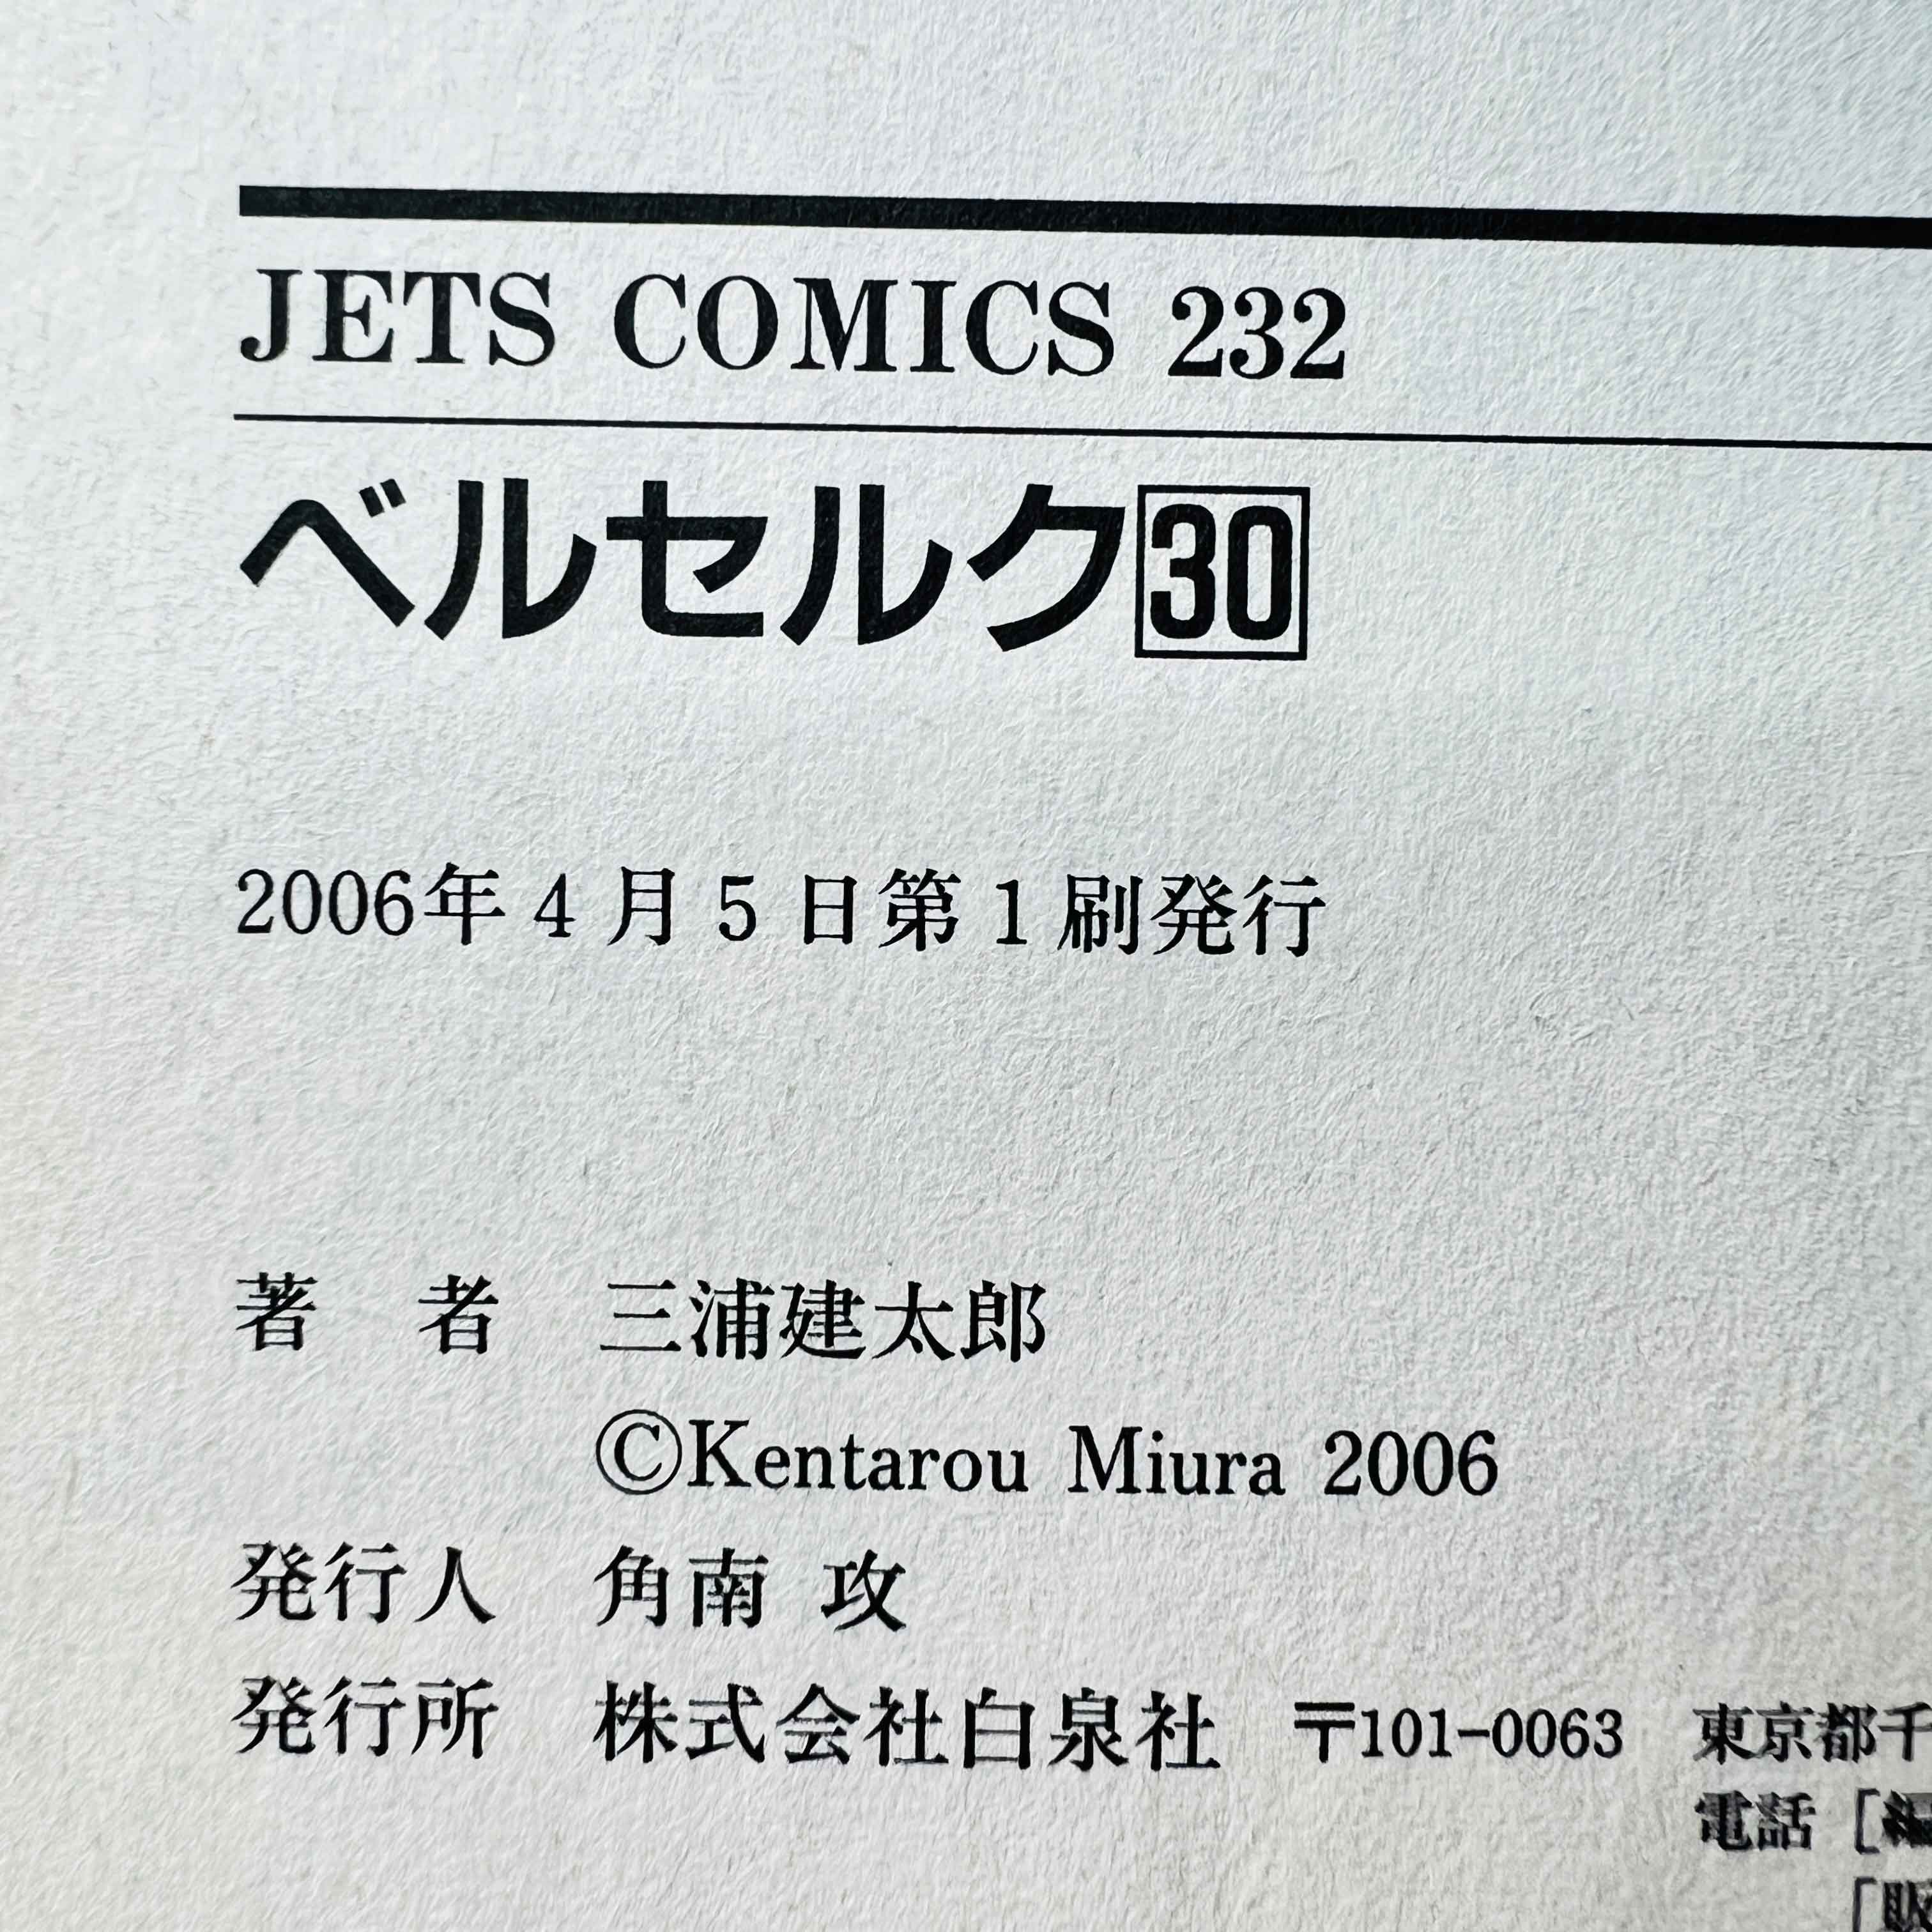 JETS COMICS 232
ベルセルク30
2006年4月5日第1刷発行
著 者 三浦建太郎
©Kentarou Miura 2006
発行人 角南 攻
発行所 株式会社白泉社 〒101-0063 東京都千
電話［編